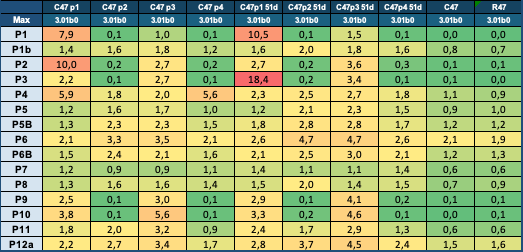 C47 p1 C47 p2 C47 p3 C47 p4 C47p1 51d C47p2 51d C47p3 51d C47p4 51d C47 R47
Max 3.01b0 3.01b0 3.01b0 3.01b0 3.01b0 3.01b0 3.01b0 3.01b0 3.01b0 3.01b0
P1 7,9 0,1 1,0 0,1 10,5 0,1 1,5 0,1 0,0 0,0
P1b 1,4 1,6 1,8 1,2 1,6 2,0 1,8 1,6 0,8 0,7
P2 10,0 0,2 2,7 0,2 2,7 0,2 3,6 0,3 0,1 0,1
P3 2,2 0,1 2,7 0,1 18,4 0,2 3,4 0,1 0,1 0,0
P4 5,9 1,8 2,0 5,6 2,3 2,5 2,7 1,8 1,1 0,9
P5 1,2 1,6 1,7 1,0 1,2 2,1 2,3 1,5 0,9 1,0
P5B 1,3 2,3 2,3 1,5 1,8 2,8 2,8 1,7 1,2 1,2
P6 2,1 3,3 3,5 2,1 2,6 4,7 4,7 2,6 2,1 1,9
P6B 1,5 2,4 2,1 1,6 2,1 2,5 3,0 2,1 1,2 1,3
P7 1,2 0,9 0,9 1,1 1,4 1,1 1,1 1,4 0,6 0,6
P8 1,3 1,6 1,6 1,4 1,5 2,0 1,4 1,5 0,7 0,9
P9 2,5 0,1 3,0 0,1 2,9 0,1 4,1 0,2 0,1 0,1
P10 3,8 0,1 5,6 0,1 3,3 0,2 4,6 0,1 0,0 0,1
P11 1,8 2,0 3,2 0,9 2,4 1,7 2,9 1,3 0,6 0,6
P12a 2,2 2,7 3,4 1,7 2,8 3,7 4,5 2,4 1,5 1,6